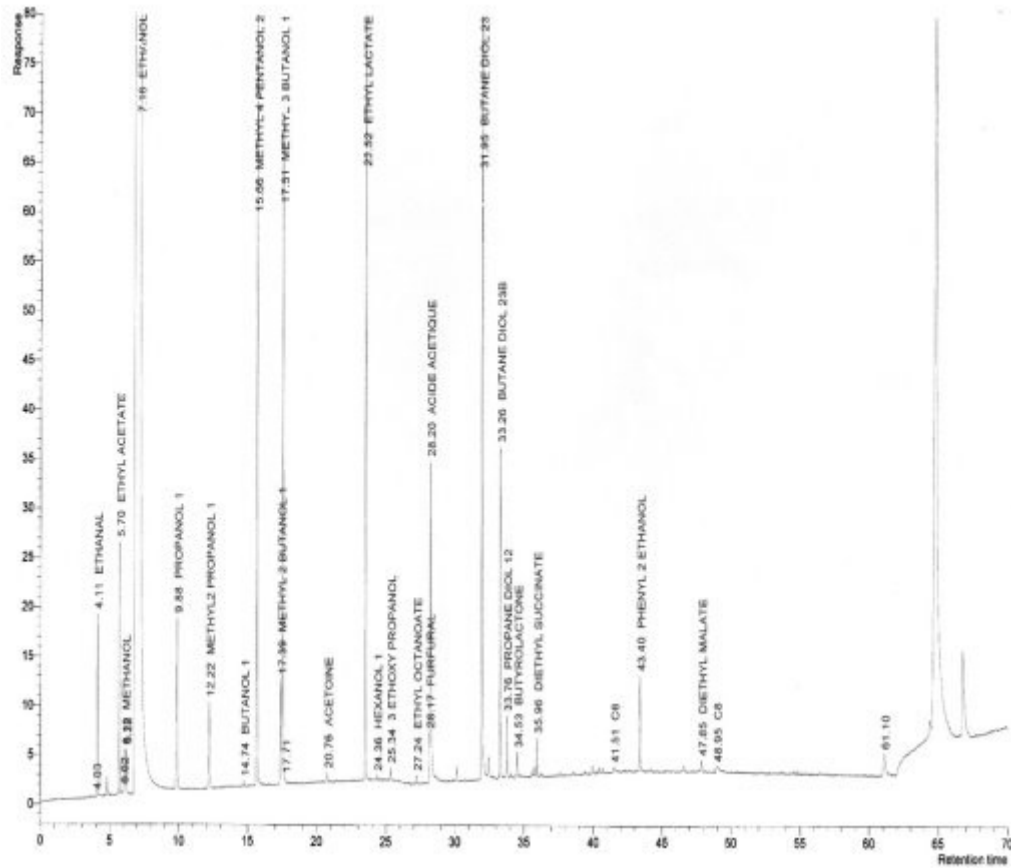 Response
80
75
70
65
60
55
50
45
40
35
30
25
20
15
10
5
0
4.03
4.11 ETHANAL
5.70 ETHYL ACETATE
6.02
METHANOL
7.16 ETHANOL
9.88 PROPANOL 1
12.22 METHYL2 PROPANOL 1
14.74 BUTANOL 1
15.66 METHYL 4 PENTANOL 2
17.39 METHYL 2 BUTANOL 1
17.51 METHYL 3 BUTANOL 1
17.71
20.76 ACETOINE
23.52 ETHYL LACTATE
24.36 HEXANOL 1
25.34 3 ETHOXY PROPANOL
27.24 ETHYL OCTANOATE
28.17 FURFURAL
28.20 ACIDE ACETIQUE
31.95 BUTANE DIOL 23
33.26 BUTANE DIOL 23B
33.76 PROPANE DIOL 12
34.53 BUTYROLACTONE
35.96 DIETHYL SUCCINATE
41.51 C6
43.40 PHENYL 2 ETHANOL
47.85 DIETHYL MALATE
48.95 C8
61.10
0 5 10 15 20 25 30 35 40 45 50 55 60 65 70
Retention time